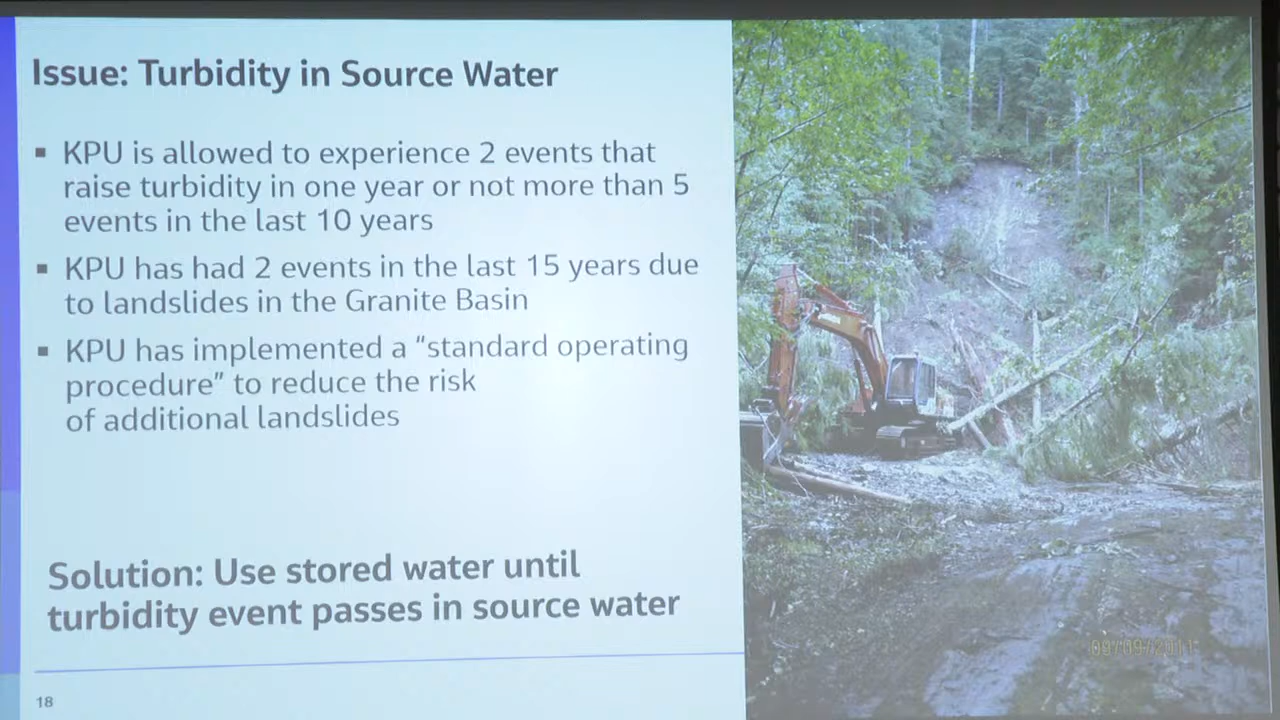 Issue: Turbidity in Source Water
▪ KPU is allowed to experience 2 events that
raise turbidity in one year or not more than 5
events in the last 10 years
▪ KPU has had 2 events in the last 15 years due
to landslides in the Granite Basin
▪ KPU has implemented a “standard operating
procedure” to reduce the risk
of additional landslides
Solution: Use stored water until
turbidity event passes in source water
18
09/09/2011